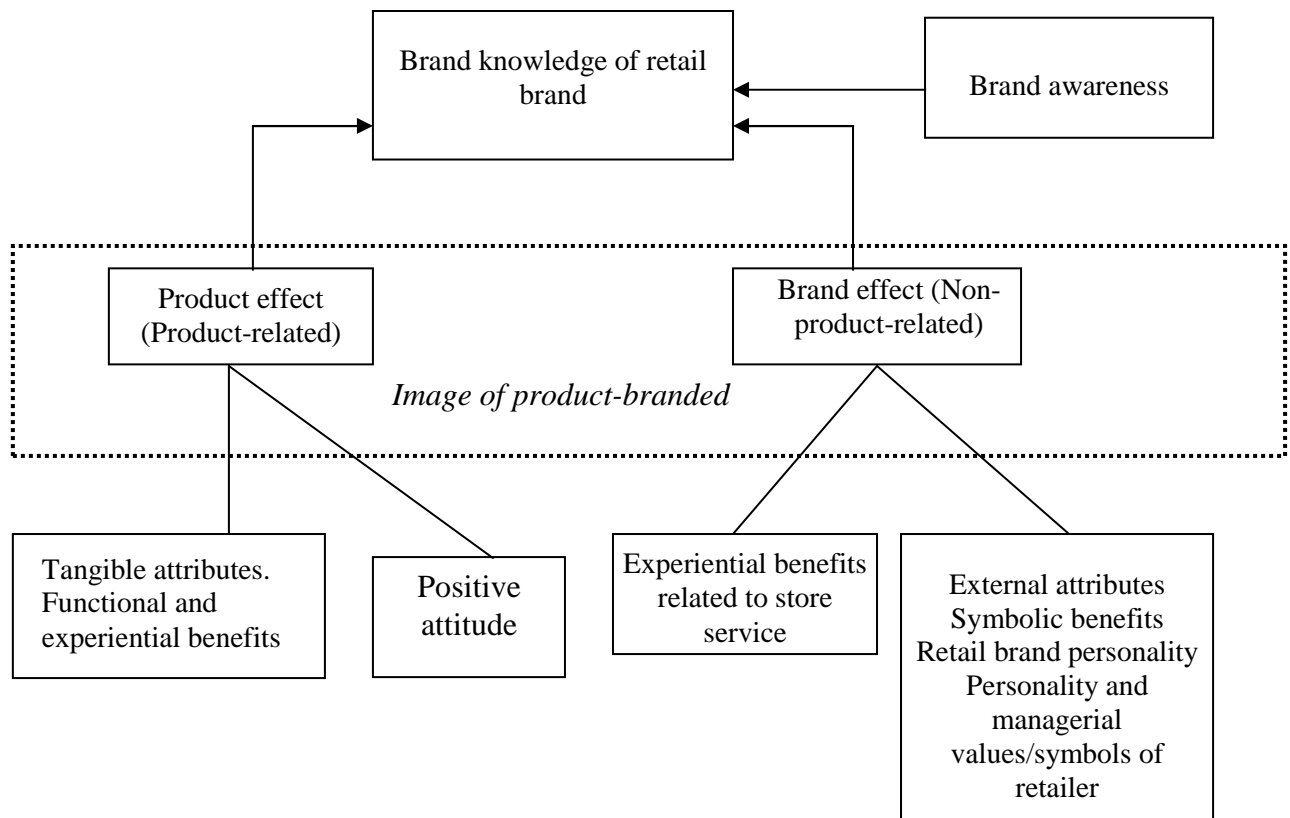 Brand knowledge of retail
brand
Brand awareness
Product effect
(Product-related)
Brand effect (Non-
product-related)
Image of product-branded
Tangible attributes.
Functional and
experiential benefits
Positive
attitude
Experiential benefits
related to store
service
External attributes
Symbolic benefits
Retail brand personality
Personality and
managerial
values/symbols of
retailer